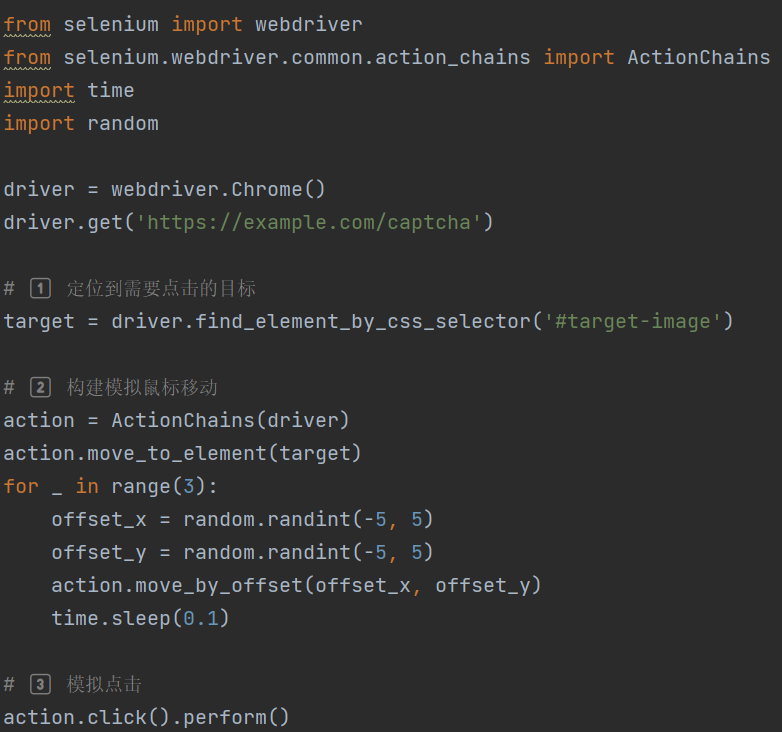 from selenium import webdriver
from selenium.webdriver.common.action_chains import ActionChains
import time
import random
driver = webdriver.Chrome()
driver.get('https://example.com/captcha')
# 1️⃣ 定位到需要点击的目标
target = driver.find_element_by_css_selector('#target-image')
# 2️⃣ 构建模拟鼠标移动
action = ActionChains(driver)
action.move_to_element(target)
for _ in range(3):
    offset_x = random.randint(-5, 5)
    offset_y = random.randint(-5, 5)
    action.move_by_offset(offset_x, offset_y)
    time.sleep(0.1)
# 3️⃣ 模拟点击
action.click().perform()